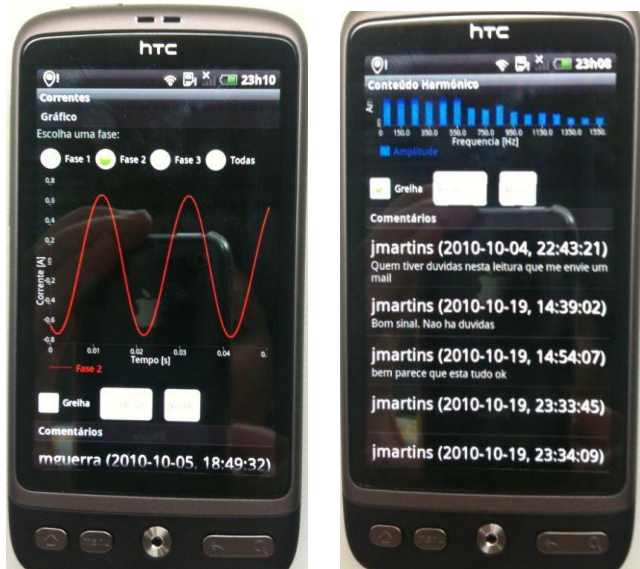 hTC
23h10
Correntes
Gráfico
Escolha uma fase:
Fase 1 Fase 2 Fase 3 Todas
0,8
0,6
0,4
0,2
0
-0,2
-0,4
-0,6
-0,8
Corrente [A]
0 0.01 0.02 0.03 0.04 0.
Tempo [s]
Fase 2
Grelha
Comentários
mguerra (2010-10-05, 18:49:32)
menu
hTC
23h08
Conteúdo Harmónico
0 150.0 350.0 550.0 750.0 950.0 1150.0 1350.0 1550.
Frequencia [Hz]
Amplitude
Grelha
Comentários
jmartins (2010-10-04, 22:43:21)
Quem tiver duvidas nesta leitura que me envie um
mail
jmartins (2010-10-19, 14:39:02)
Bom sinal. Nao ha duvidas
jmartins (2010-10-19, 14:54:07)
bem parece que esta tudo ok
jmartins (2010-10-19, 23:33:45)
jmartins (2010-10-19, 23:34:09)
menu